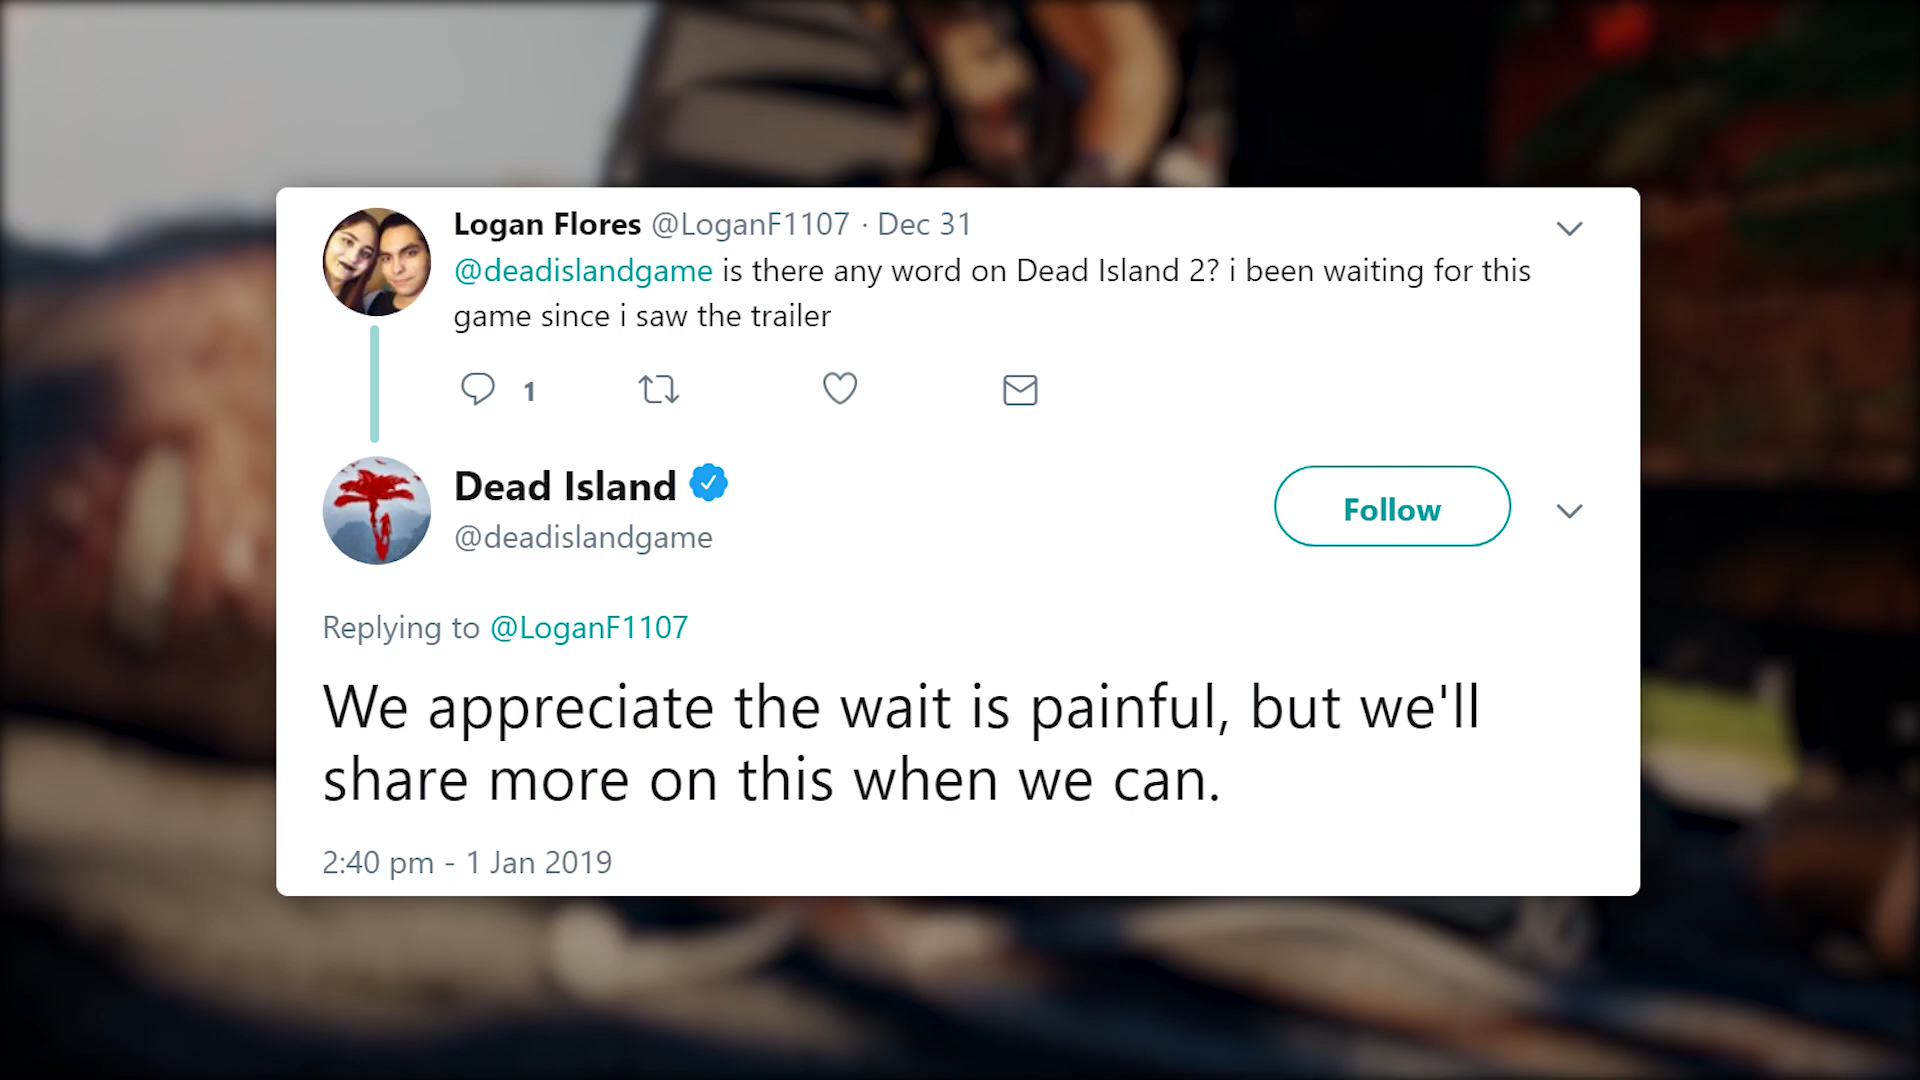 Logan Flores @LoganF1107 · Dec 31
@deadislandgame is there any word on Dead Island 2? i been waiting for this
game since i saw the trailer
1
Dead Island
@deadislandgame
Follow
Replying to @LoganF1107
We appreciate the wait is painful, but we'll
share more on this when we can.
2:40 pm - 1 Jan 2019